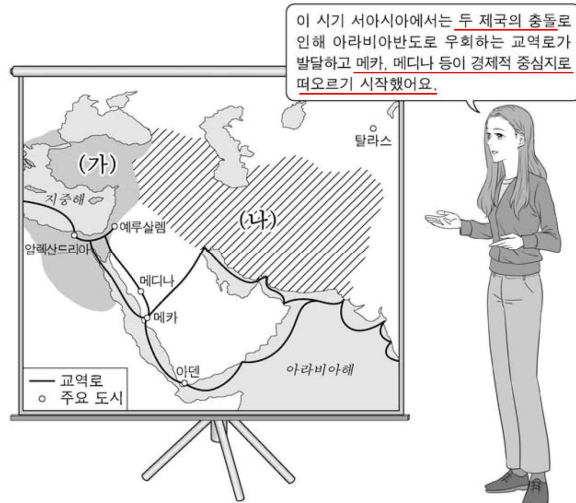 이 시기 서아시아에서는 두 제국의 충돌로
인해 아라비아반도로 우회하는 교역로가
발달하고 메카, 메디나 등이 경제적 중심지로
떠오르기 시작했어요.
탈라스
(가)
지중해
(나)
예루살렘
알렉산드리아
메디나
메카
아덴
아라비아해
교역로
주요 도시